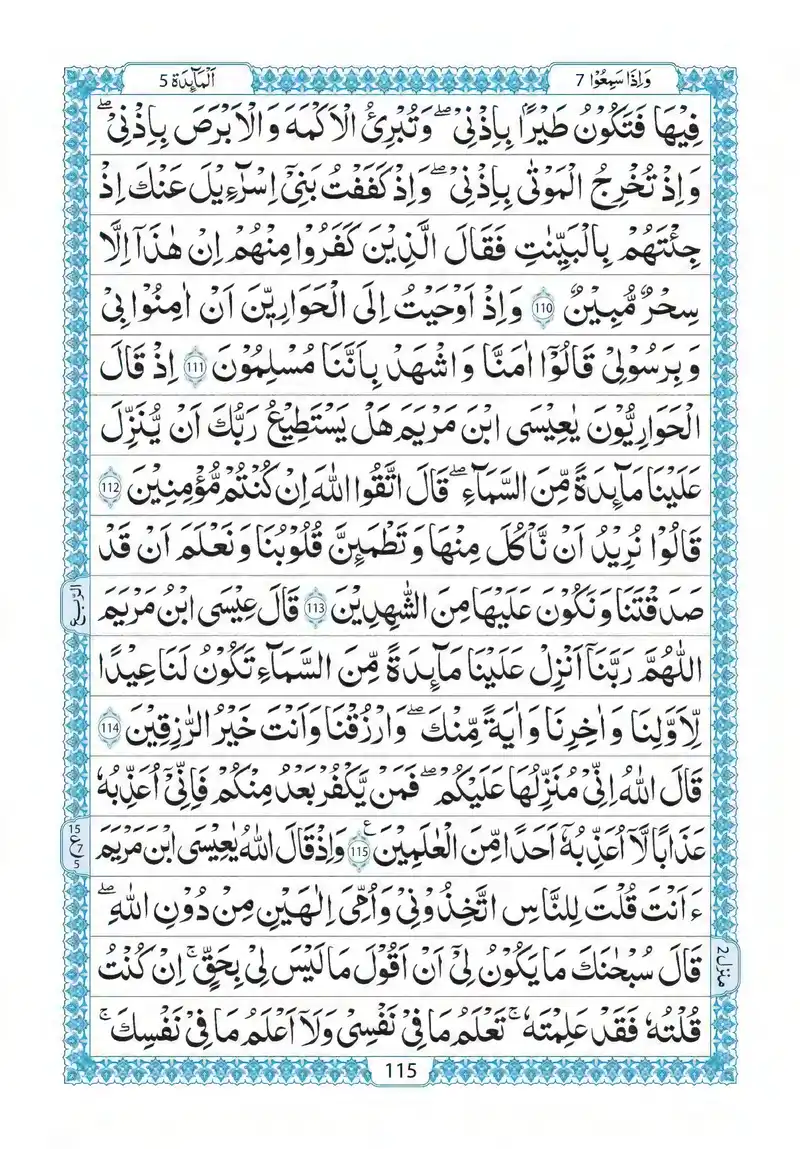 وَاِذَا سَمِعُوْا 7
اَلْمَآئِدَة 5
فِيْهَا فَتَكُوْنُ طَيْرًۢا بِاِذْنِىْ ۖ وَتُبْرِئُ الْاَكْمَهَ وَ الْاَبْرَصَ بِاِذْنِىْ ۖ
وَ اِذْ تُخْرِجُ الْمَوْتٰى بِاِذْنِىْ ۖ وَ اِذْ كَفَفْتُ بَنِىْۤ اِسْرَآءِيْلَ عَنْكَ اِذْ
جِئْتَهُمْ بِالْبَيِّنٰتِ فَقَالَ الَّذِيْنَ كَفَرُوْا مِنْهُمْ اِنْ هٰذَاۤ اِلَّا
سِحْرٌ مُّبِيْنٌ 110 وَ اِذْ اَوْحَيْتُ اِلَى الْحَوَارِيّٖنَ اَنْ اٰمِنُوْا بِىْ
وَ بِرَسُوْلِىْ قَالُوْۤا اٰمَنَّا وَ اشْهَدْ بِاَنَّنَا مُسْلِمُوْنَ 111 اِذْ قَالَ
الْحَوَارِيُّوْنَ يٰعِيْسَى ابْنَ مَرْيَمَ هَلْ يَسْتَطِيْعُ رَبُّكَ اَنْ يُّنَزِّلَ
عَلَيْنَا مَآئِدَةً مِّنَ السَّمَآءِ ۖ قَالَ اتَّقُوا اللّٰهَ اِنْ كُنْتُمْ مُّؤْمِنِيْنَ 112
قَالُوْا نُرِيْدُ اَنْ نَّاْكُلَ مِنْهَا وَ تَطْمَئِنَّ قُلُوْبُنَا وَ نَعْلَمَ اَنْ قَدْ
الرّبع
صَدَقْتَنَا وَ نَكُوْنَ عَلَيْهَا مِنَ الشّٰهِدِيْنَ 113 قَالَ عِيْسَى ابْنُ مَرْيَمَ
اللّٰهُمَّ رَبَّنَاۤ اَنْزِلْ عَلَيْنَا مَآئِدَةً مِّنَ السَّمَآءِ تَكُوْنُ لَنَا عِيْدًا
لِّاَوَّلِنَا وَ اٰخِرِنَا وَ اٰيَةً مِّنْكَ ۖ وَ ارْزُقْنَا وَ اَنْتَ خَيْرُ الرّٰزِقِيْنَ 114
قَالَ اللّٰهُ اِنِّىْ مُنَزِّلُهَا عَلَيْكُمْ ۖ فَمَنْ يَّكْفُرْ بَعْدُ مِنْكُمْ فَاِنِّىْۤ اُعَذِّبُهٗ
عَذَابًا لَّاۤ اُعَذِّبُهٗۤ اَحَدًا مِّنَ الْعٰلَمِيْنَ 115 ع وَ اِذْ قَالَ اللّٰهُ يٰعِيْسَى ابْنَ مَرْيَمَ
15 ع 7 5
ءَاَنْتَ قُلْتَ لِلنَّاسِ اتَّخِذُوْنِىْ وَ اُمِّىَ اِلٰهَيْنِ مِنْ دُوْنِ اللّٰهِ ۖ
قَالَ سُبْحٰنَكَ مَا يَكُوْنُ لِىْۤ اَنْ اَقُوْلَ مَا لَيْسَ لِىْ بِحَقٍّ ۚ اِنْ كُنْتُ
منزل 2
قُلْتُهٗ فَقَدْ عَلِمْتَهٗ ۚ تَعْلَمُ مَا فِىْ نَفْسِىْ وَ لَاۤ اَعْلَمُ مَا فِىْ نَفْسِكَ ۚ
115